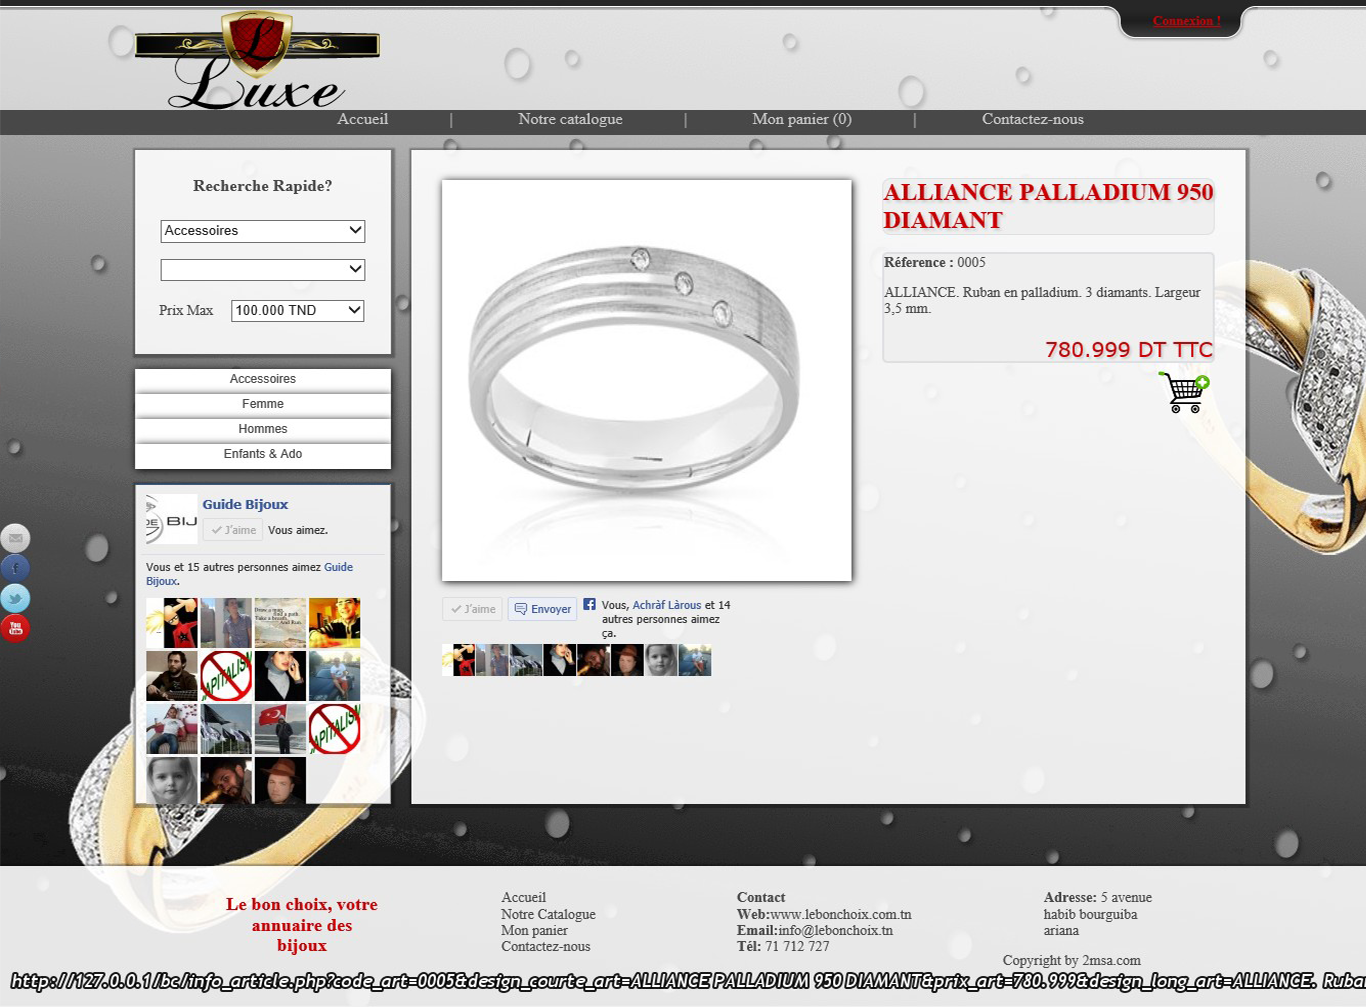 Connexion !
L
Luxe
Accueil | Notre catalogue | Mon panier (0) | Contactez-nous
Recherche Rapide?
Accessoires
Prix Max 100.000 TND
Accessoires
Femme
Hommes
Enfants & Ado
Guide Bijoux
J'aime Vous aimez.
Vous et 15 autres personnes aimez Guide
Bijoux.
ALLIANCE PALLADIUM 950
DIAMANT
Réference : 0005
ALLIANCE. Ruban en palladium. 3 diamants. Largeur
3,5 mm.
780.999 DT TTC
J'aime Envoyer Vous, Achràf Làrous et 14
autres personnes aimez
ça.
You
Tube
Le bon choix, votre
annuaire des
bijoux
Accueil
Notre Catalogue
Mon panier
Contactez-nous
Contact
Web:www.lebonchoix.com.tn
Email:info@lebonchoix.tn
Tél: 71 712 727
Adresse: 5 avenue
habib bourguiba
ariana
Copyright by 2msa.com
http://127.0.0.1/bc/info_article.php?code_art=0005&design_courte_art=ALLIANCE PALLADIUM 950 DIAMANT&prix_art=780.999&design_long_art=ALLIANCE. Ruba